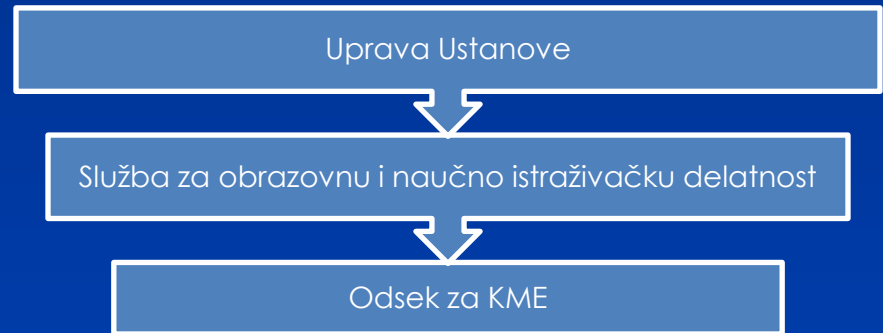 Uprava Ustanove
Služba za obrazovnu i naučno istraživačku delatnost
Odsek za KME